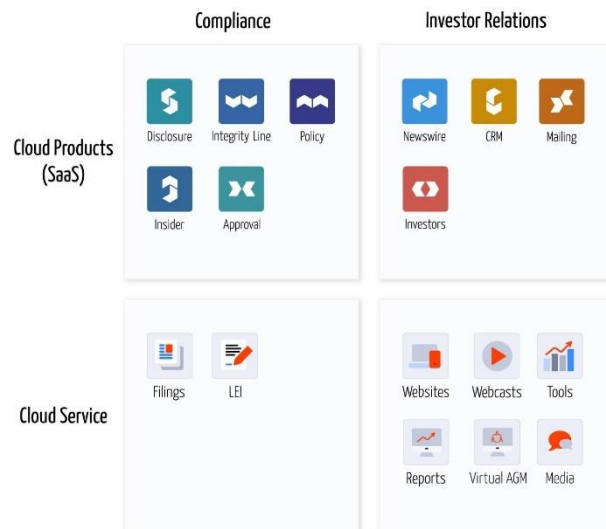 Compliance
Investor Relations
Cloud Products
(SaaS)
Disclosure
Integrity Line
Policy
Insider
Approval
Newswire
CRM
Mailing
Investors
Cloud Service
Filings
LEI
Websites
Webcasts
Tools
Reports
Virtual AGM
Media